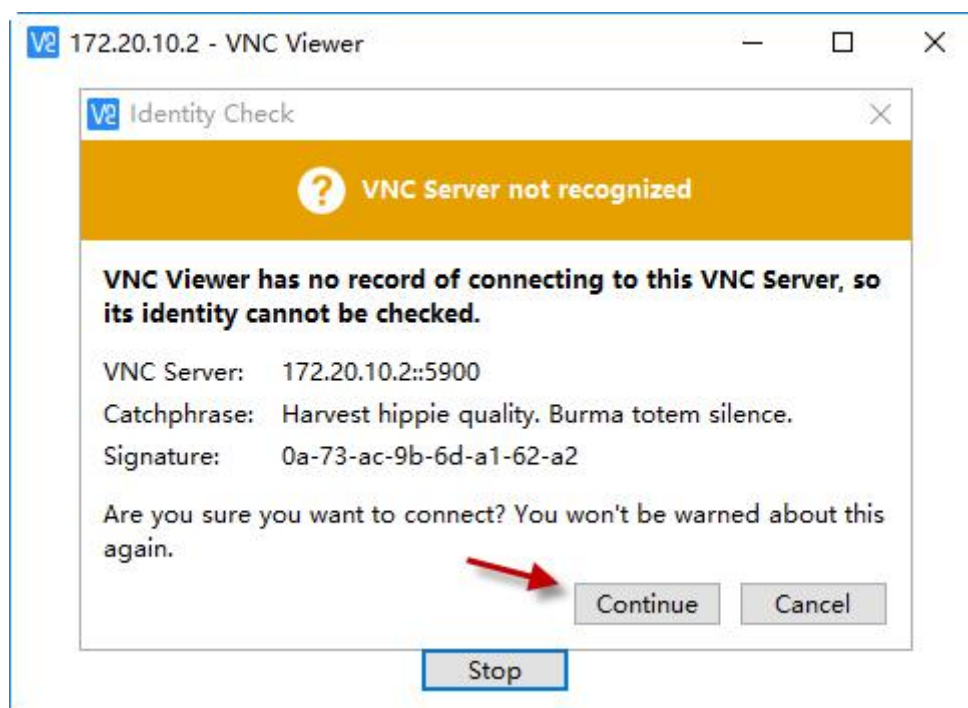 172.20.10.2 - VNC Viewer
Identity Check
VNC Server not recognized
VNC Viewer has no record of connecting to this VNC Server, so
its identity cannot be checked.
VNC Server: 172.20.10.2::5900
Catchphrase: Harvest hippie quality. Burma totem silence.
Signature: 0a-73-ac-9b-6d-a1-62-a2
Are you sure you want to connect? You won't be warned about this
again.
Continue Cancel
Stop